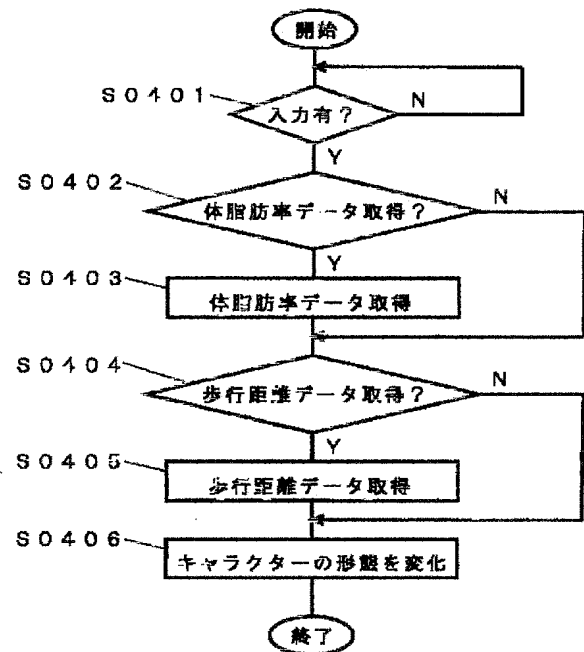 開始
S0401
入力有?
N
Y
S0402
体脂肪率データ取得?
N
Y
S0403
体脂肪率データ取得
S0404
歩行距離データ取得?
N
Y
S0405
歩行距離データ取得
S0406
キャラクターの形態を変化
終了